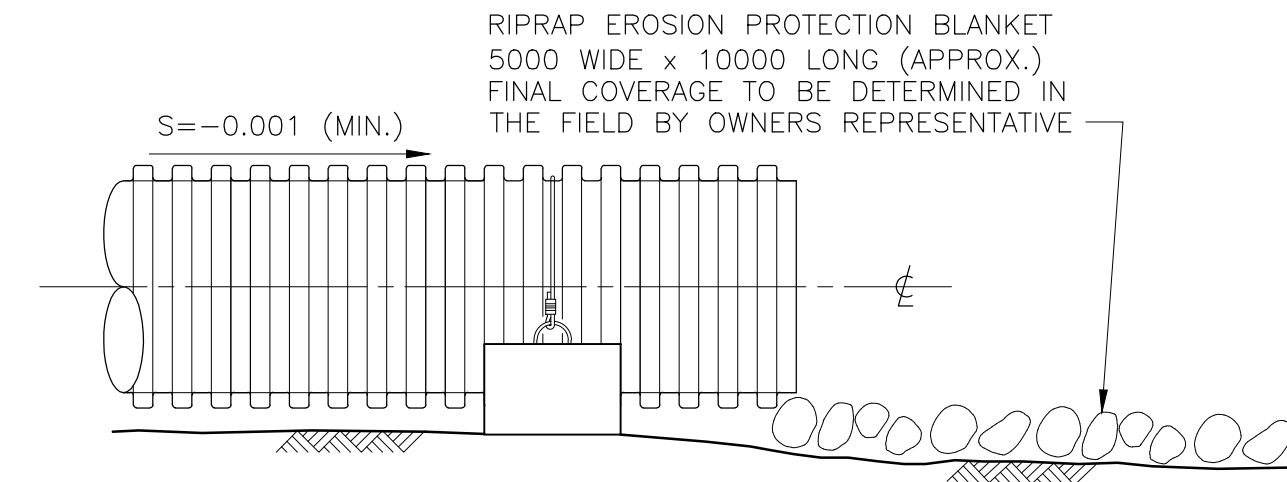 RIPRAP EROSION PROTECTION BLANKET
5000 WIDE x 10000 LONG (APPROX.)
FINAL COVERAGE TO BE DETERMINED IN
THE FIELD BY OWNERS REPRESENTATIVE
S=-0.001 (MIN.)
℄